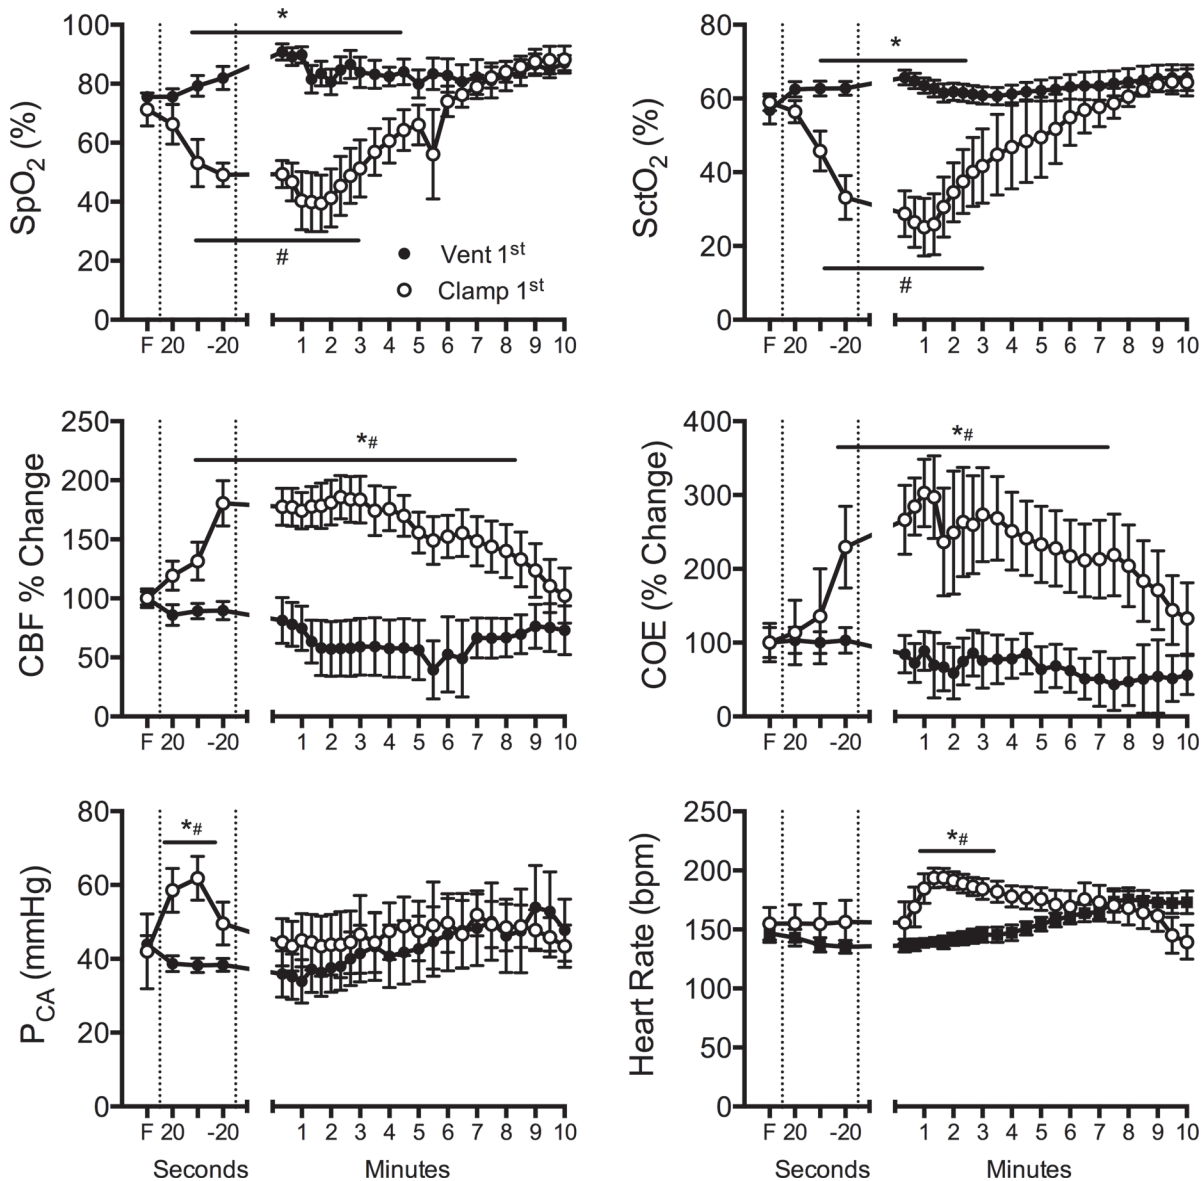 SpO2 (%)
100
80
60
40
20
0
*
#
Vent 1st
Clamp 1st
F 20 -20 1 2 3 4 5 6 7 8 9 10
SctO2 (%)
80
60
40
20
0
*
#
F 20 -20 1 2 3 4 5 6 7 8 9 10
CBF % Change
250
200
150
100
50
0
*#
F 20 -20 1 2 3 4 5 6 7 8 9 10
COE (% Change)
400
300
200
100
0
*#
F 20 -20 1 2 3 4 5 6 7 8 9 10
PCA (mmHg)
80
60
40
20
0
*#
F 20 -20 1 2 3 4 5 6 7 8 9 10
Seconds Minutes
Heart Rate (bpm)
250
200
150
100
50
0
*#
F 20 -20 1 2 3 4 5 6 7 8 9 10
Seconds Minutes